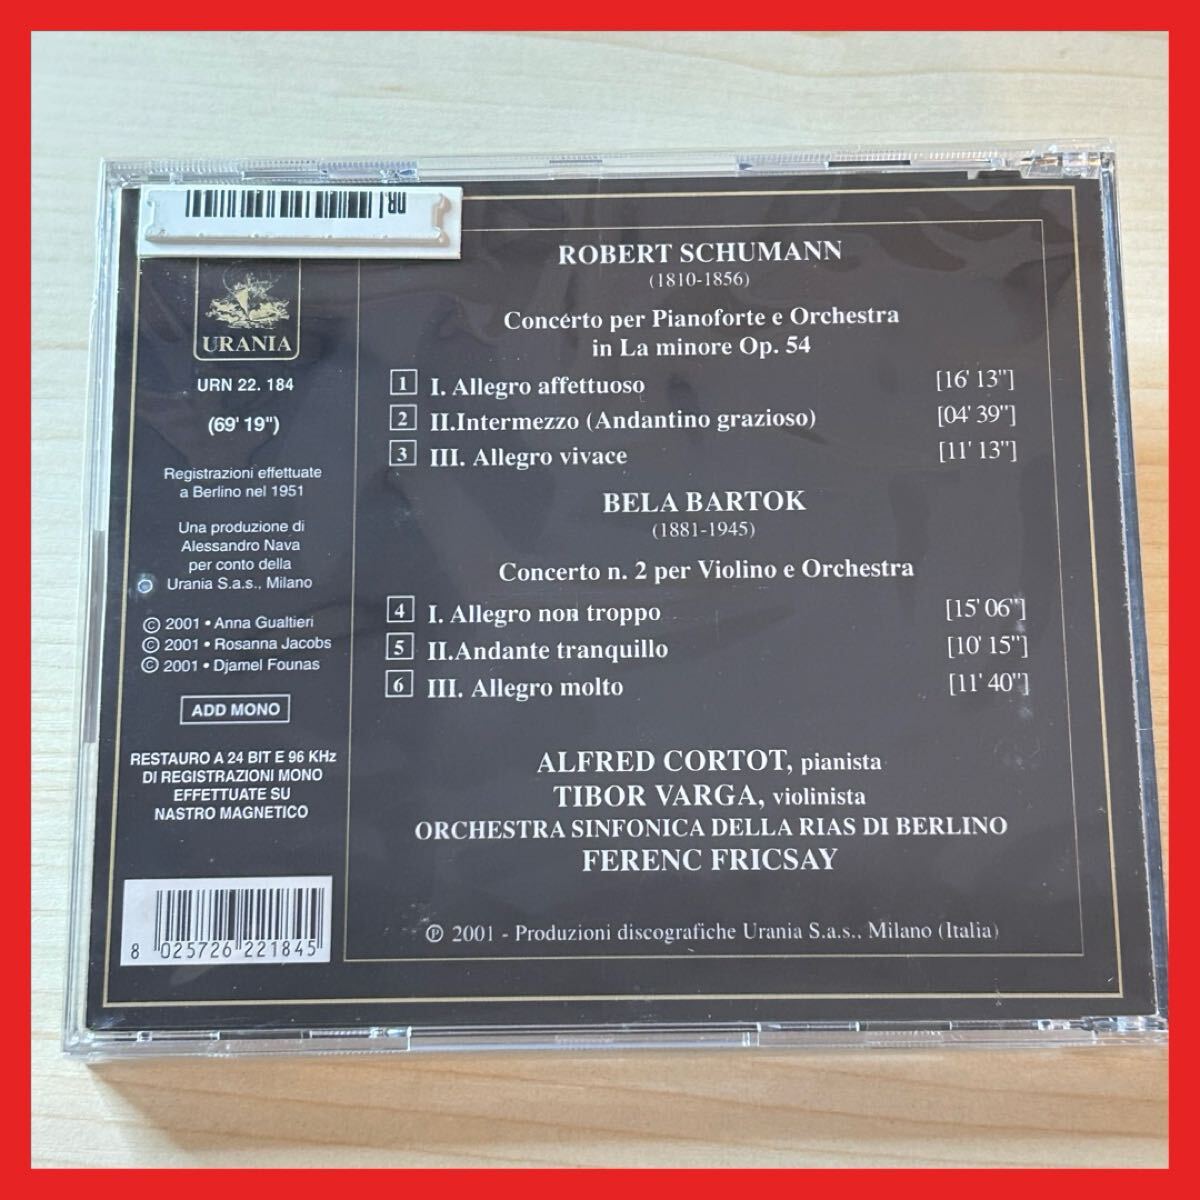 URANIA
URN 22. 184
(69' 19")
Registrazioni effettuate
a Berlino nel 1951
Una produzione di
Alessandro Nava
per conto della
Urania S.a.s., Milano
© 2001 • Anna Gualtieri
© 2001 • Rosanna Jacobs
© 2001 • Djamel Founas
ADD MONO
RESTAURO A 24 BIT E 96 KHz
DI REGISTRAZIONI MONO
EFFETTUATE SU
NASTRO MAGNETICO
8 025726 221845
ROBERT SCHUMANN
(1810-1856)
Concerto per Pianoforte e Orchestra
in La minore Op. 54
1 I. Allegro affettuoso [16' 13"]
2 II.Intermezzo (Andantino grazioso) [04' 39"]
3 III. Allegro vivace [11' 13"]
BELA BARTOK
(1881-1945)
Concerto n. 2 per Violino e Orchestra
4 I. Allegro non troppo [15' 06"]
5 II.Andante tranquillo [10' 15"]
6 III. Allegro molto [11' 40"]
ALFRED CORTOT, pianista
TIBOR VARGA, violinista
ORCHESTRA SINFONICA DELLA RIAS DI BERLINO
FERENC FRICSAY
℗ 2001 - Produzioni discografiche Urania S.a.s., Milano (Italia)